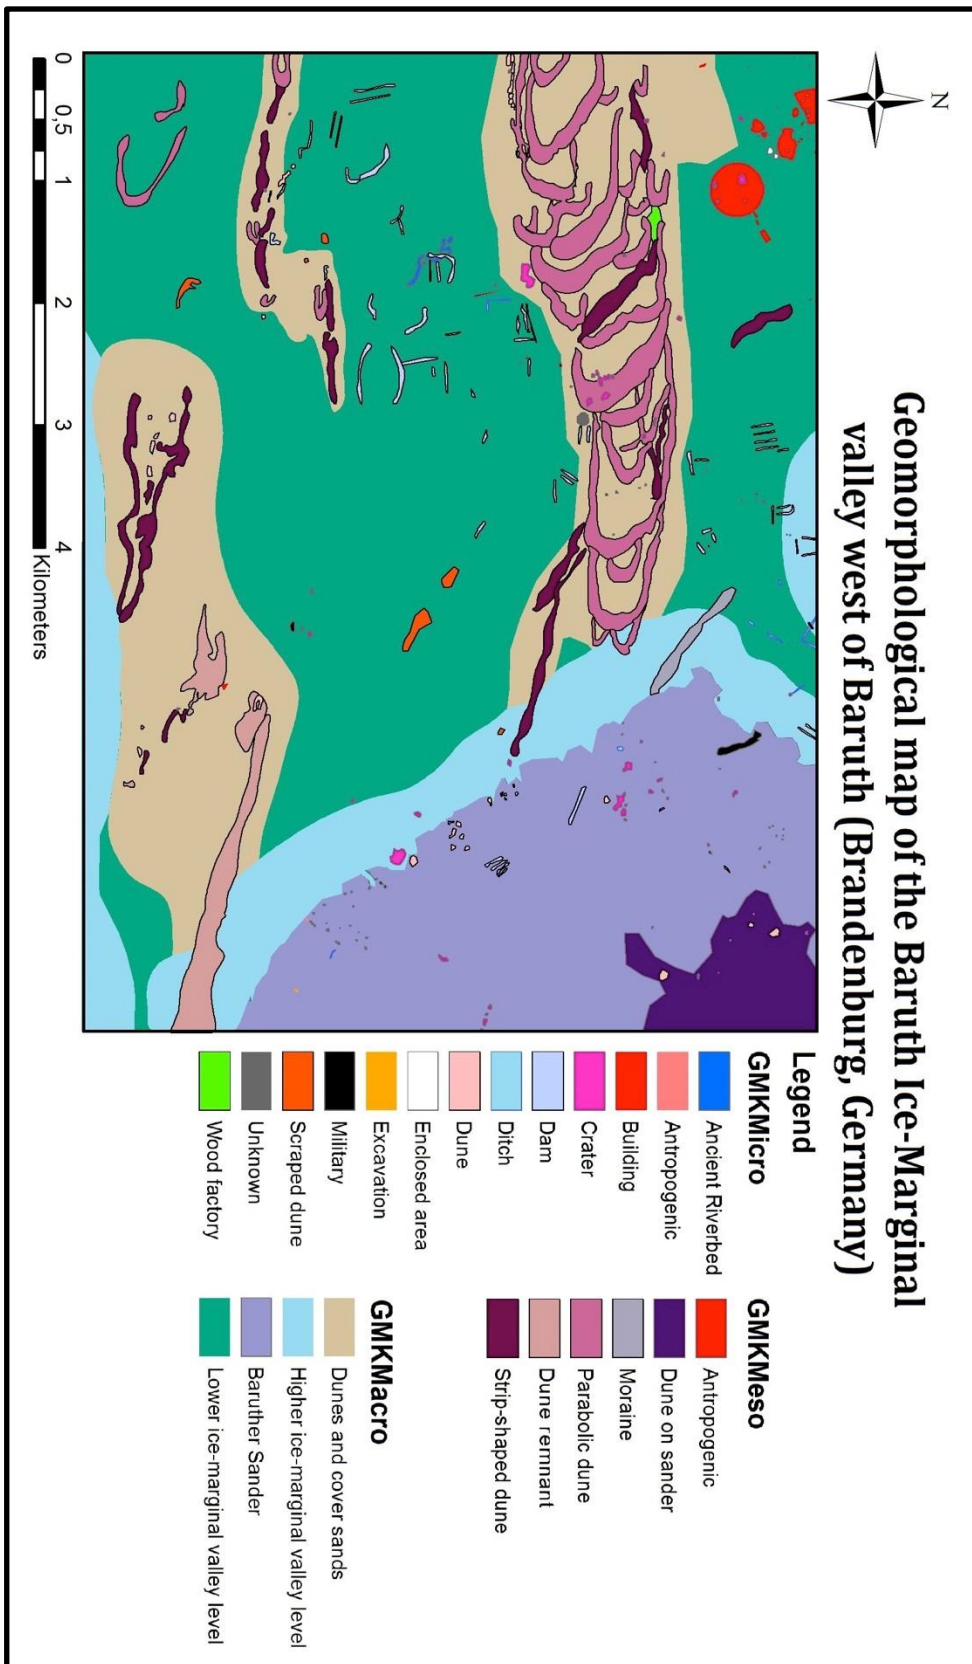 Geomorphological map of the Baruth Ice-Marginal
valley west of Baruth (Brandenburg, Germany)
N
0 0,5 1 2 3 4
Kilometers
Legend
GMKMicro
Ancient Riverbed
Antropogenic
Building
Crater
Dam
Ditch
Dune
Enclosed area
Excavation
Military
Scraped dune
Unknown
Wood factory
GMKMeso
Antropogenic
Dune on sander
Moraine
Parabolic dune
Dune remnant
Strip-shaped dune
GMKMacro
Dunes and cover sands
Higher ice-marginal valley level
Baruther Sander
Lower ice-marginal valley level